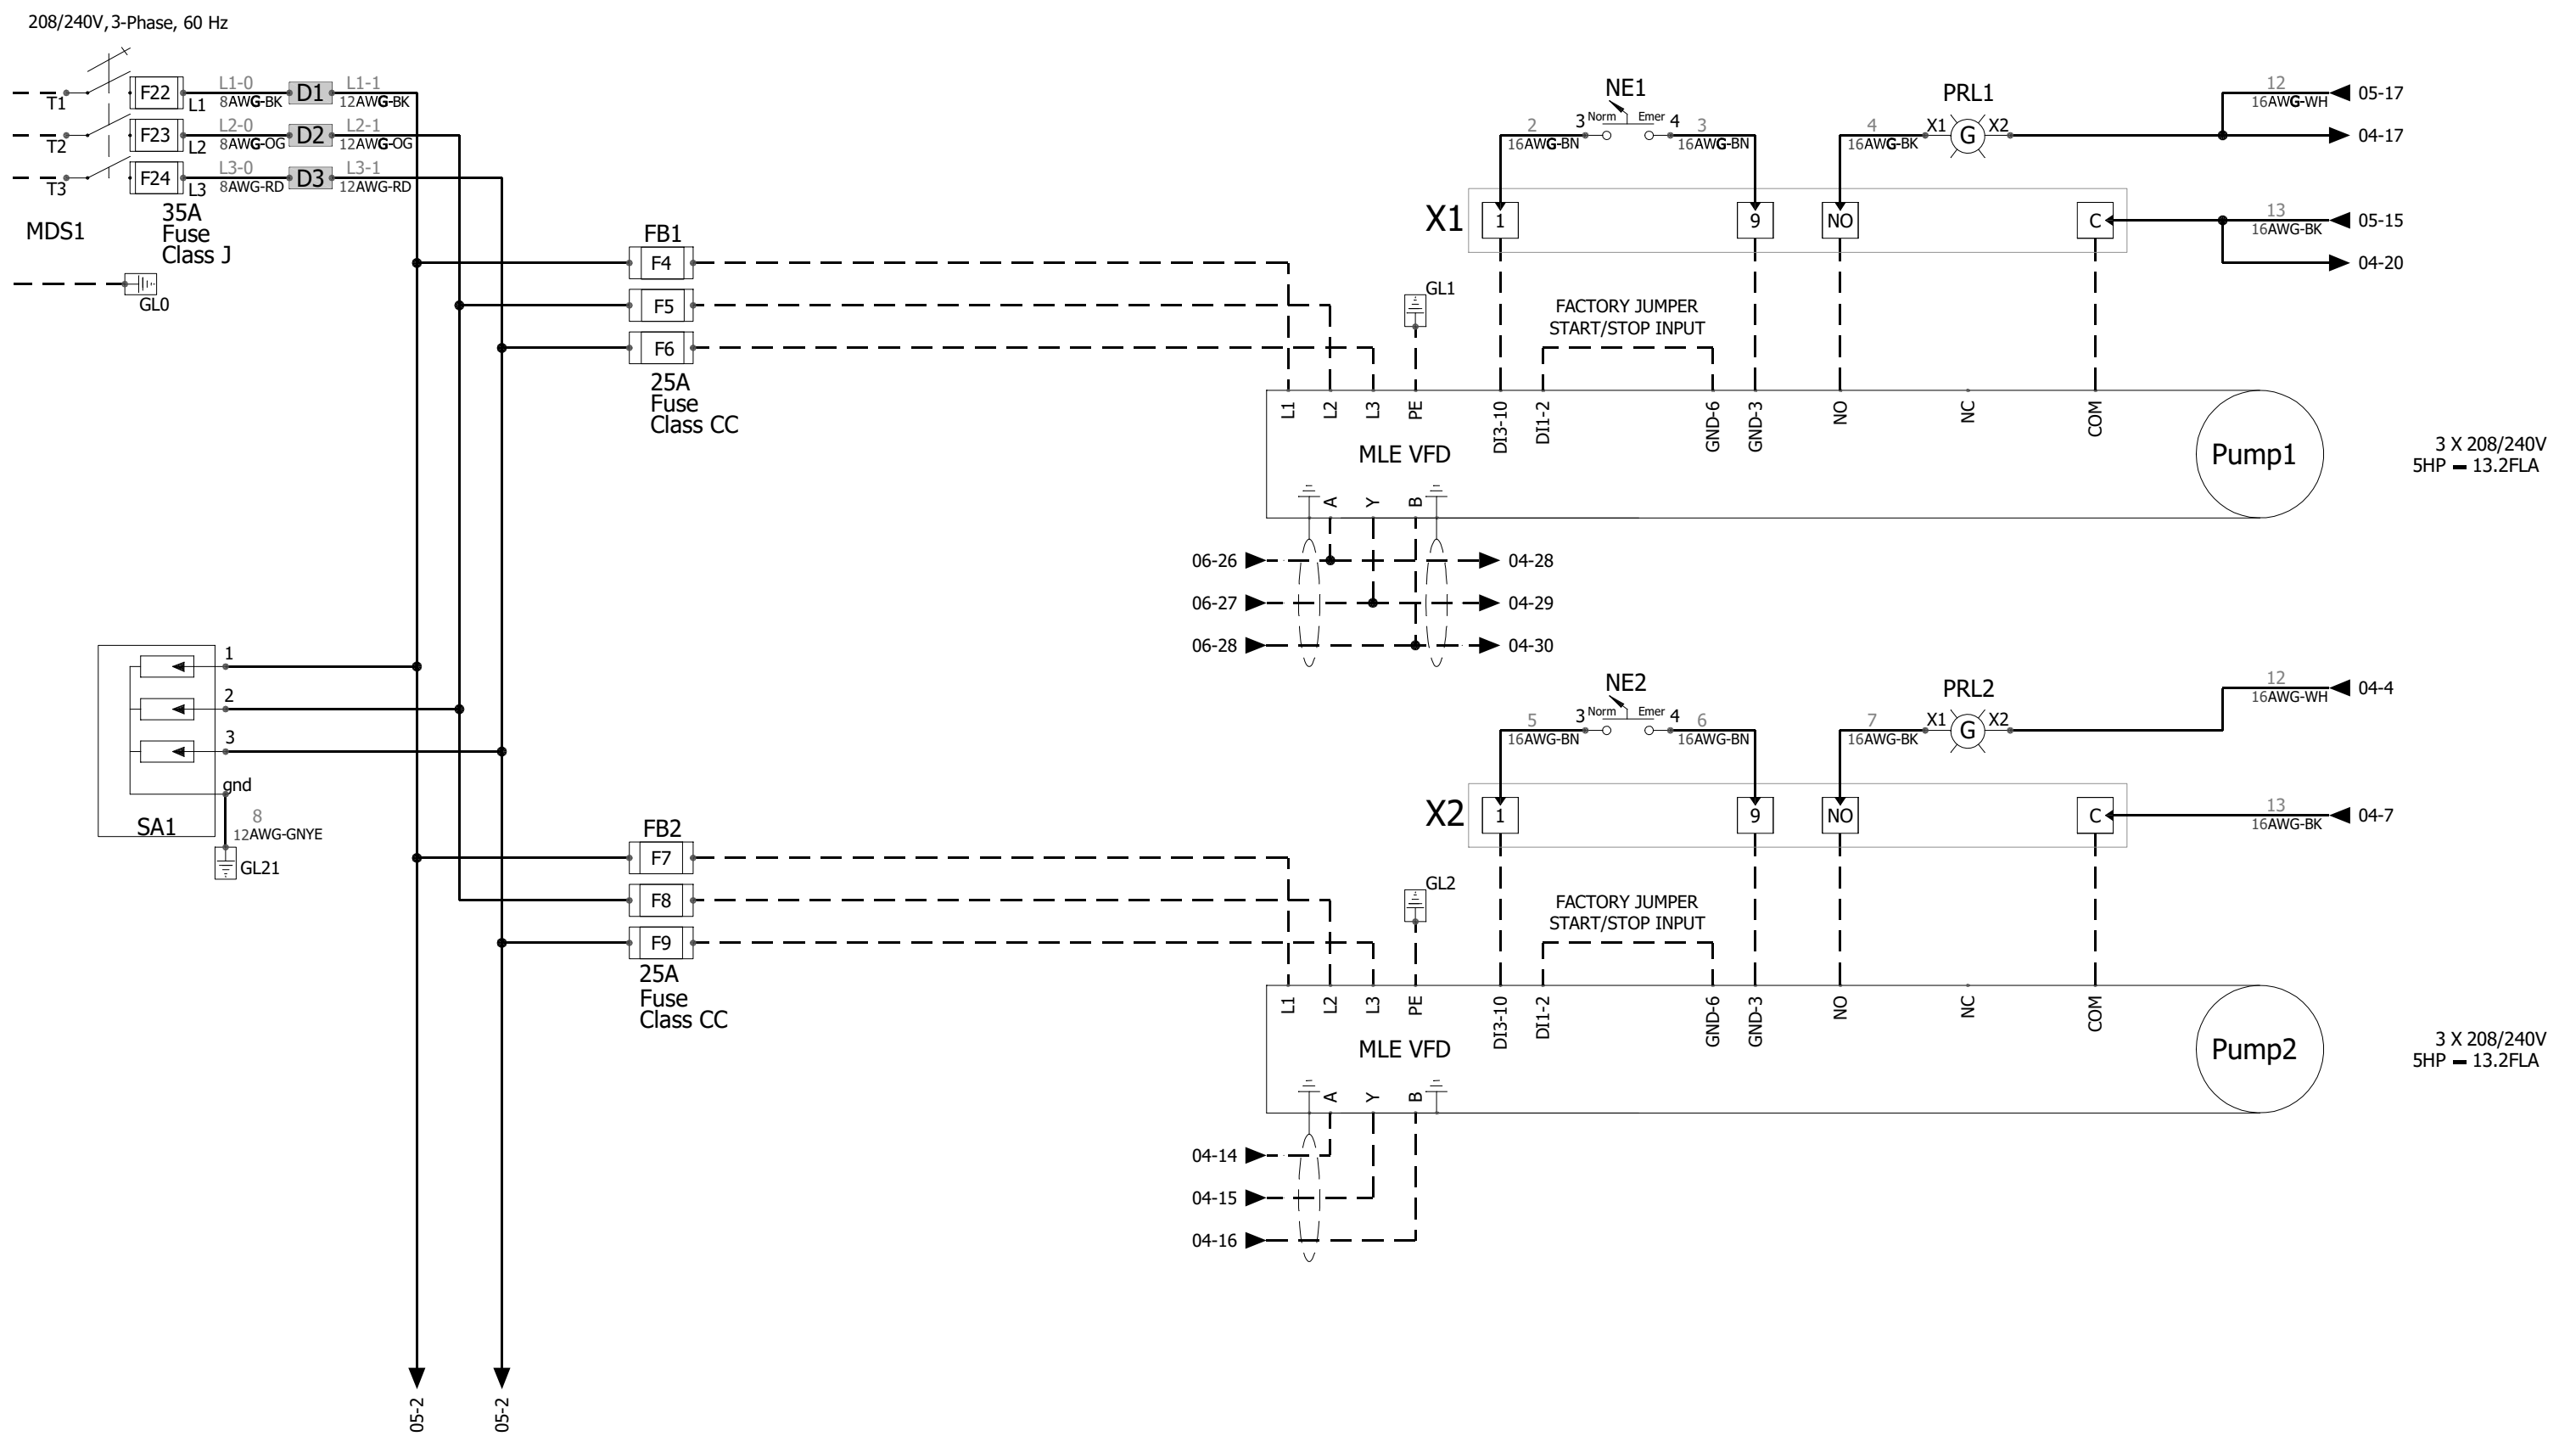 208/240V, 3-Phase, 60 Hz
T1 F22 L1 L1-0 8AWG-BK D1 L1-1 12AWG-BK
T2 F23 L2 L2-0 8AWG-OG D2 L2-1 12AWG-OG
T3 F24 L3 L3-0 8AWG-RD D3 L3-1 12AWG-RD
MDS1
35A
Fuse
Class J
GL0
FB1
F4
F5
F6
25A
Fuse
Class CC
NE1
2 16AWG-BN 3 Norm Emer 4 3 16AWG-BN
PRL1
4 16AWG-BK X1 G X2
12 16AWG-WH 05-17
04-17
X1 1 9 NO C
13 16AWG-BK 05-15
04-20
GL1
FACTORY JUMPER
START/STOP INPUT
L1 L2 L3 PE DI3-10 DI1-2 GND-6 GND-3 NO NC COM
MLE VFD
Pump1
3 X 208/240V
5HP - 13.2FLA
A Y B
06-26 04-28
06-27 04-29
06-28 04-30
1
2
3
gnd
SA1
8
12AWG-GNYE
GL21
FB2
F7
F8
F9
25A
Fuse
Class CC
NE2
5 16AWG-BN 3 Norm Emer 4 6 16AWG-BN
PRL2
7 16AWG-BK X1 G X2
12 16AWG-WH 04-4
X2 1 9 NO C
13 16AWG-BK 04-7
GL2
FACTORY JUMPER
START/STOP INPUT
L1 L2 L3 PE DI3-10 DI1-2 GND-6 GND-3 NO NC COM
MLE VFD
Pump2
3 X 208/240V
5HP - 13.2FLA
A Y B
04-14
04-15
04-16
05-2 05-2